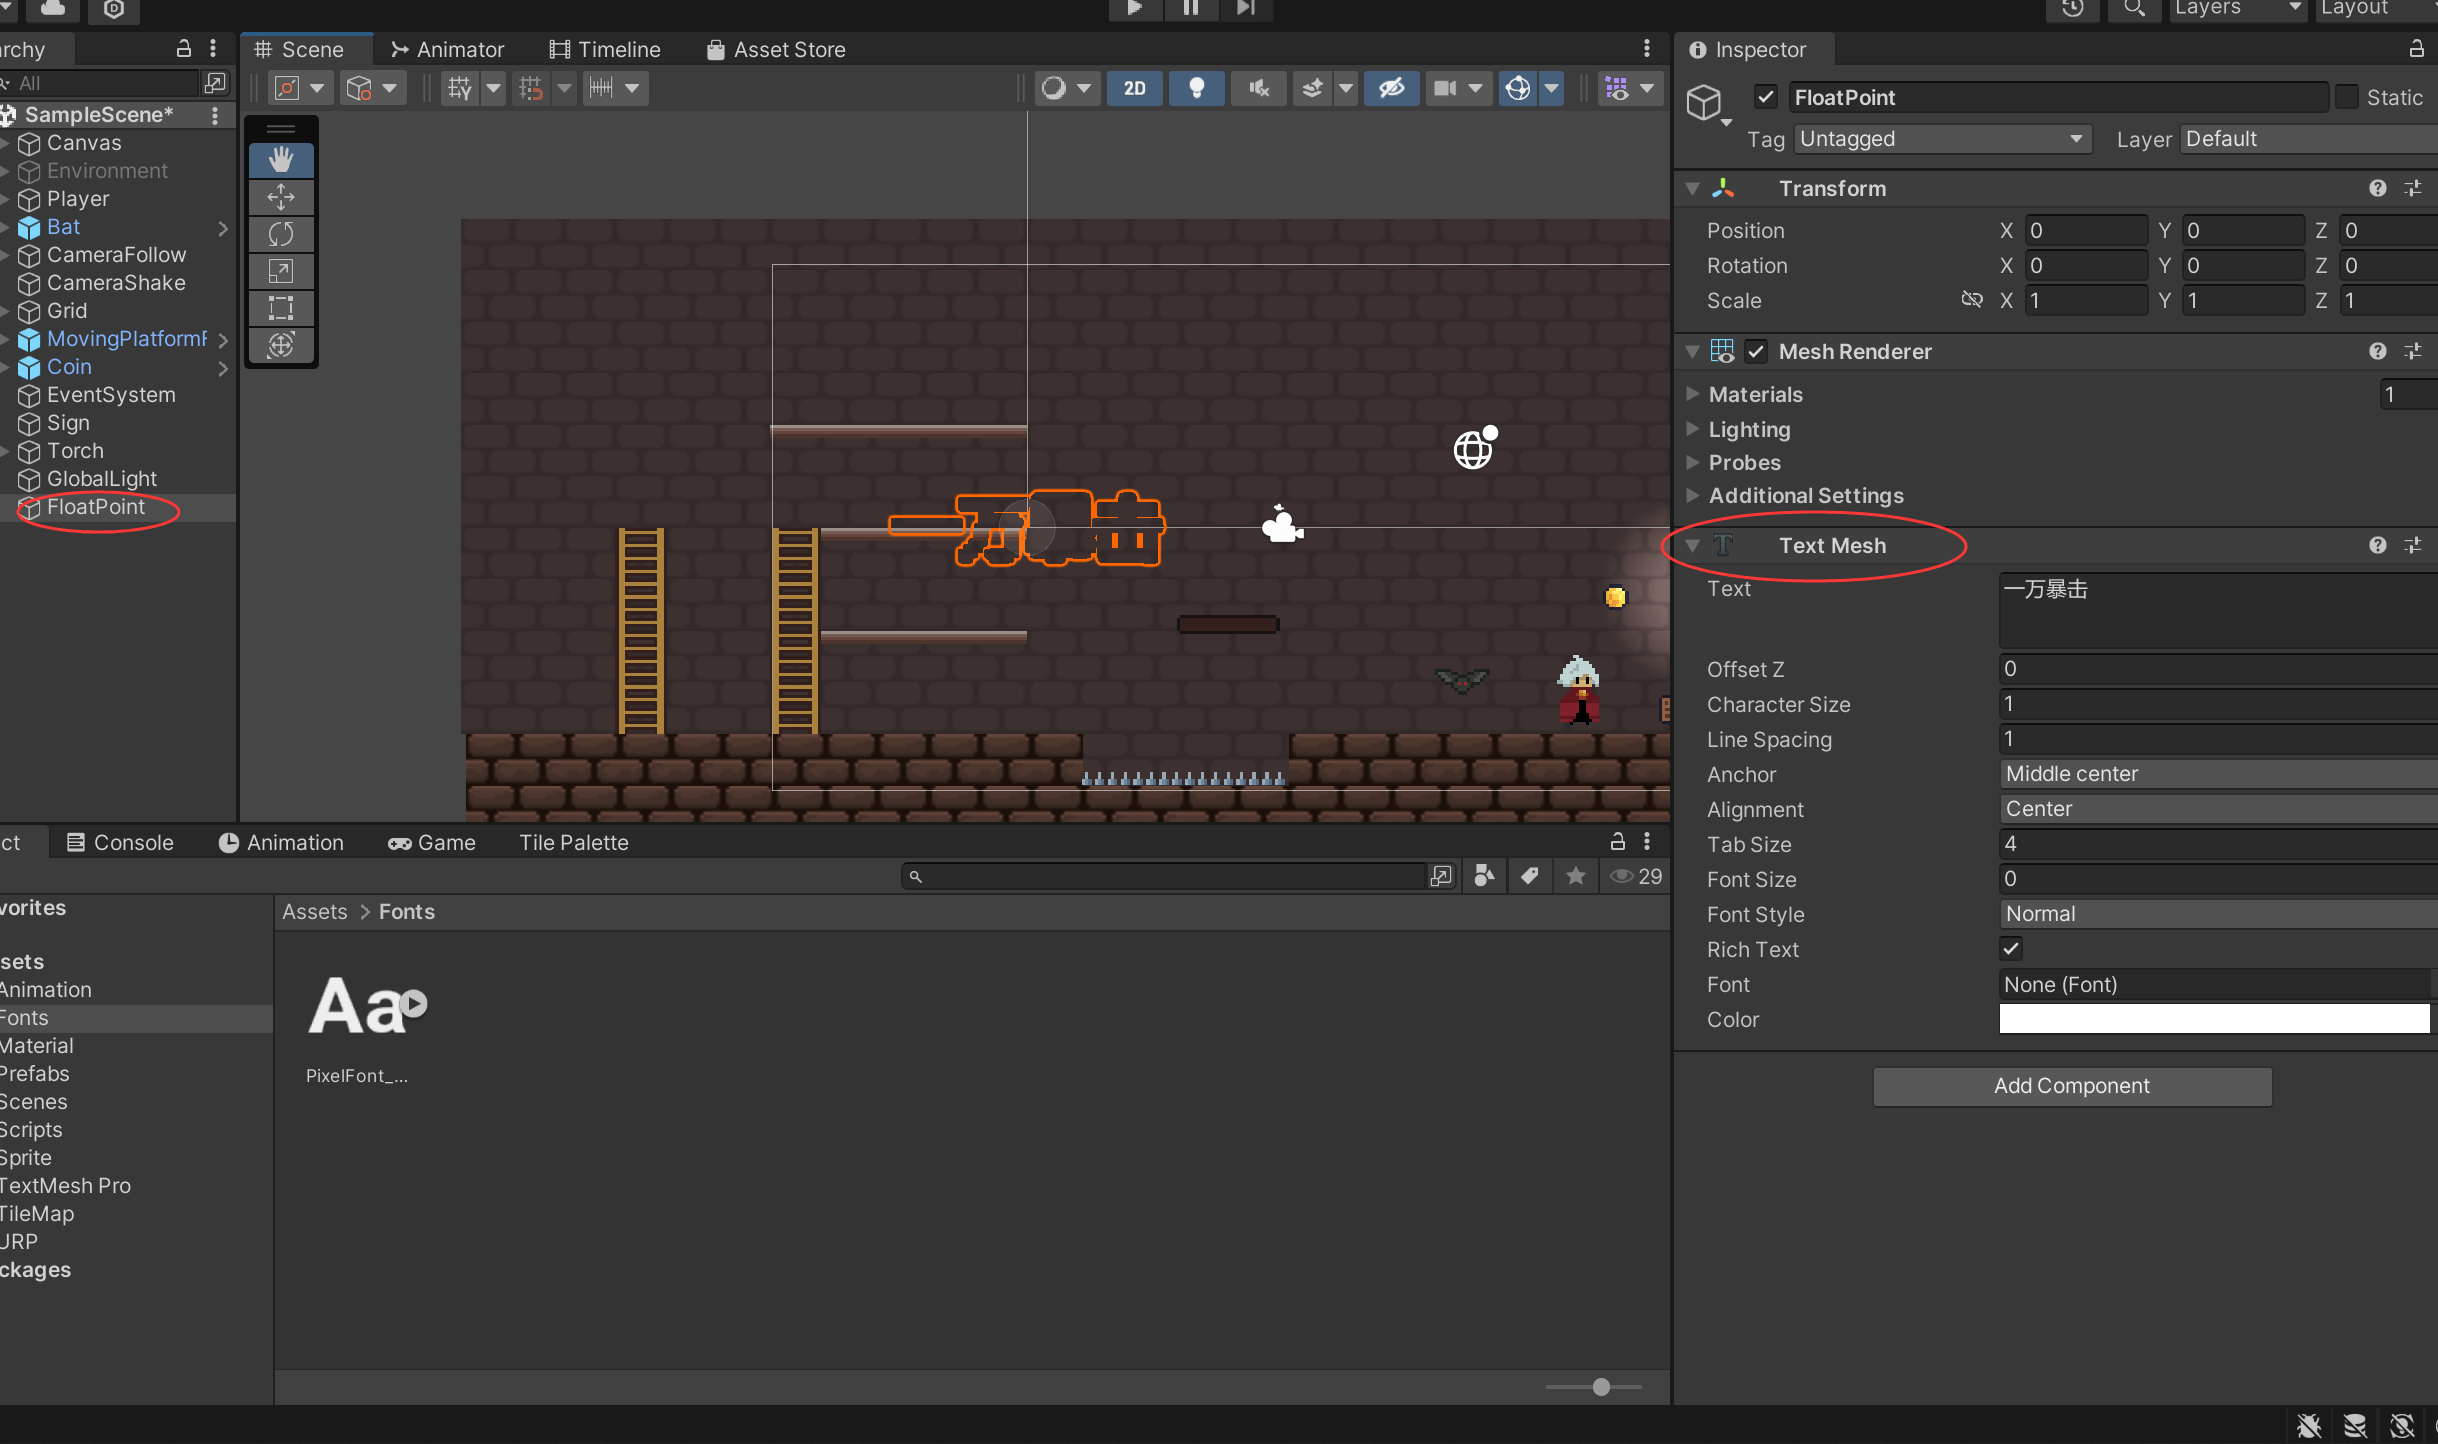 Layers
Layout
archy
Scene
Animator
Timeline
Asset Store
Inspector
All
2D
FloatPoint
Static
Tag
Untagged
Layer
Default
SampleScene*
Canvas
Environment
Player
Bat
CameraFollow
CameraShake
Grid
MovingPlatformF
Coin
EventSystem
Sign
Torch
GlobalLight
FloatPoint
Transform
Position
X 0 Y 0 Z 0
Rotation
X 0 Y 0 Z 0
Scale
X 1 Y 1 Z 1
Mesh Renderer
Materials
1
Lighting
Probes
Additional Settings
Text Mesh
Text
一万暴击
Offset Z
0
Character Size
1
Line Spacing
1
Anchor
Middle center
Alignment
Center
Tab Size
4
Font Size
0
Font Style
Normal
Rich Text
Font
None (Font)
Color
Add Component
ct
Console
Animation
Game
Tile Palette
29
vorites
sets
Animation
Fonts
Material
Prefabs
Scenes
Scripts
Sprite
TextMesh Pro
TileMap
URP
ckages
Assets > Fonts
Aa
PixelFont_...